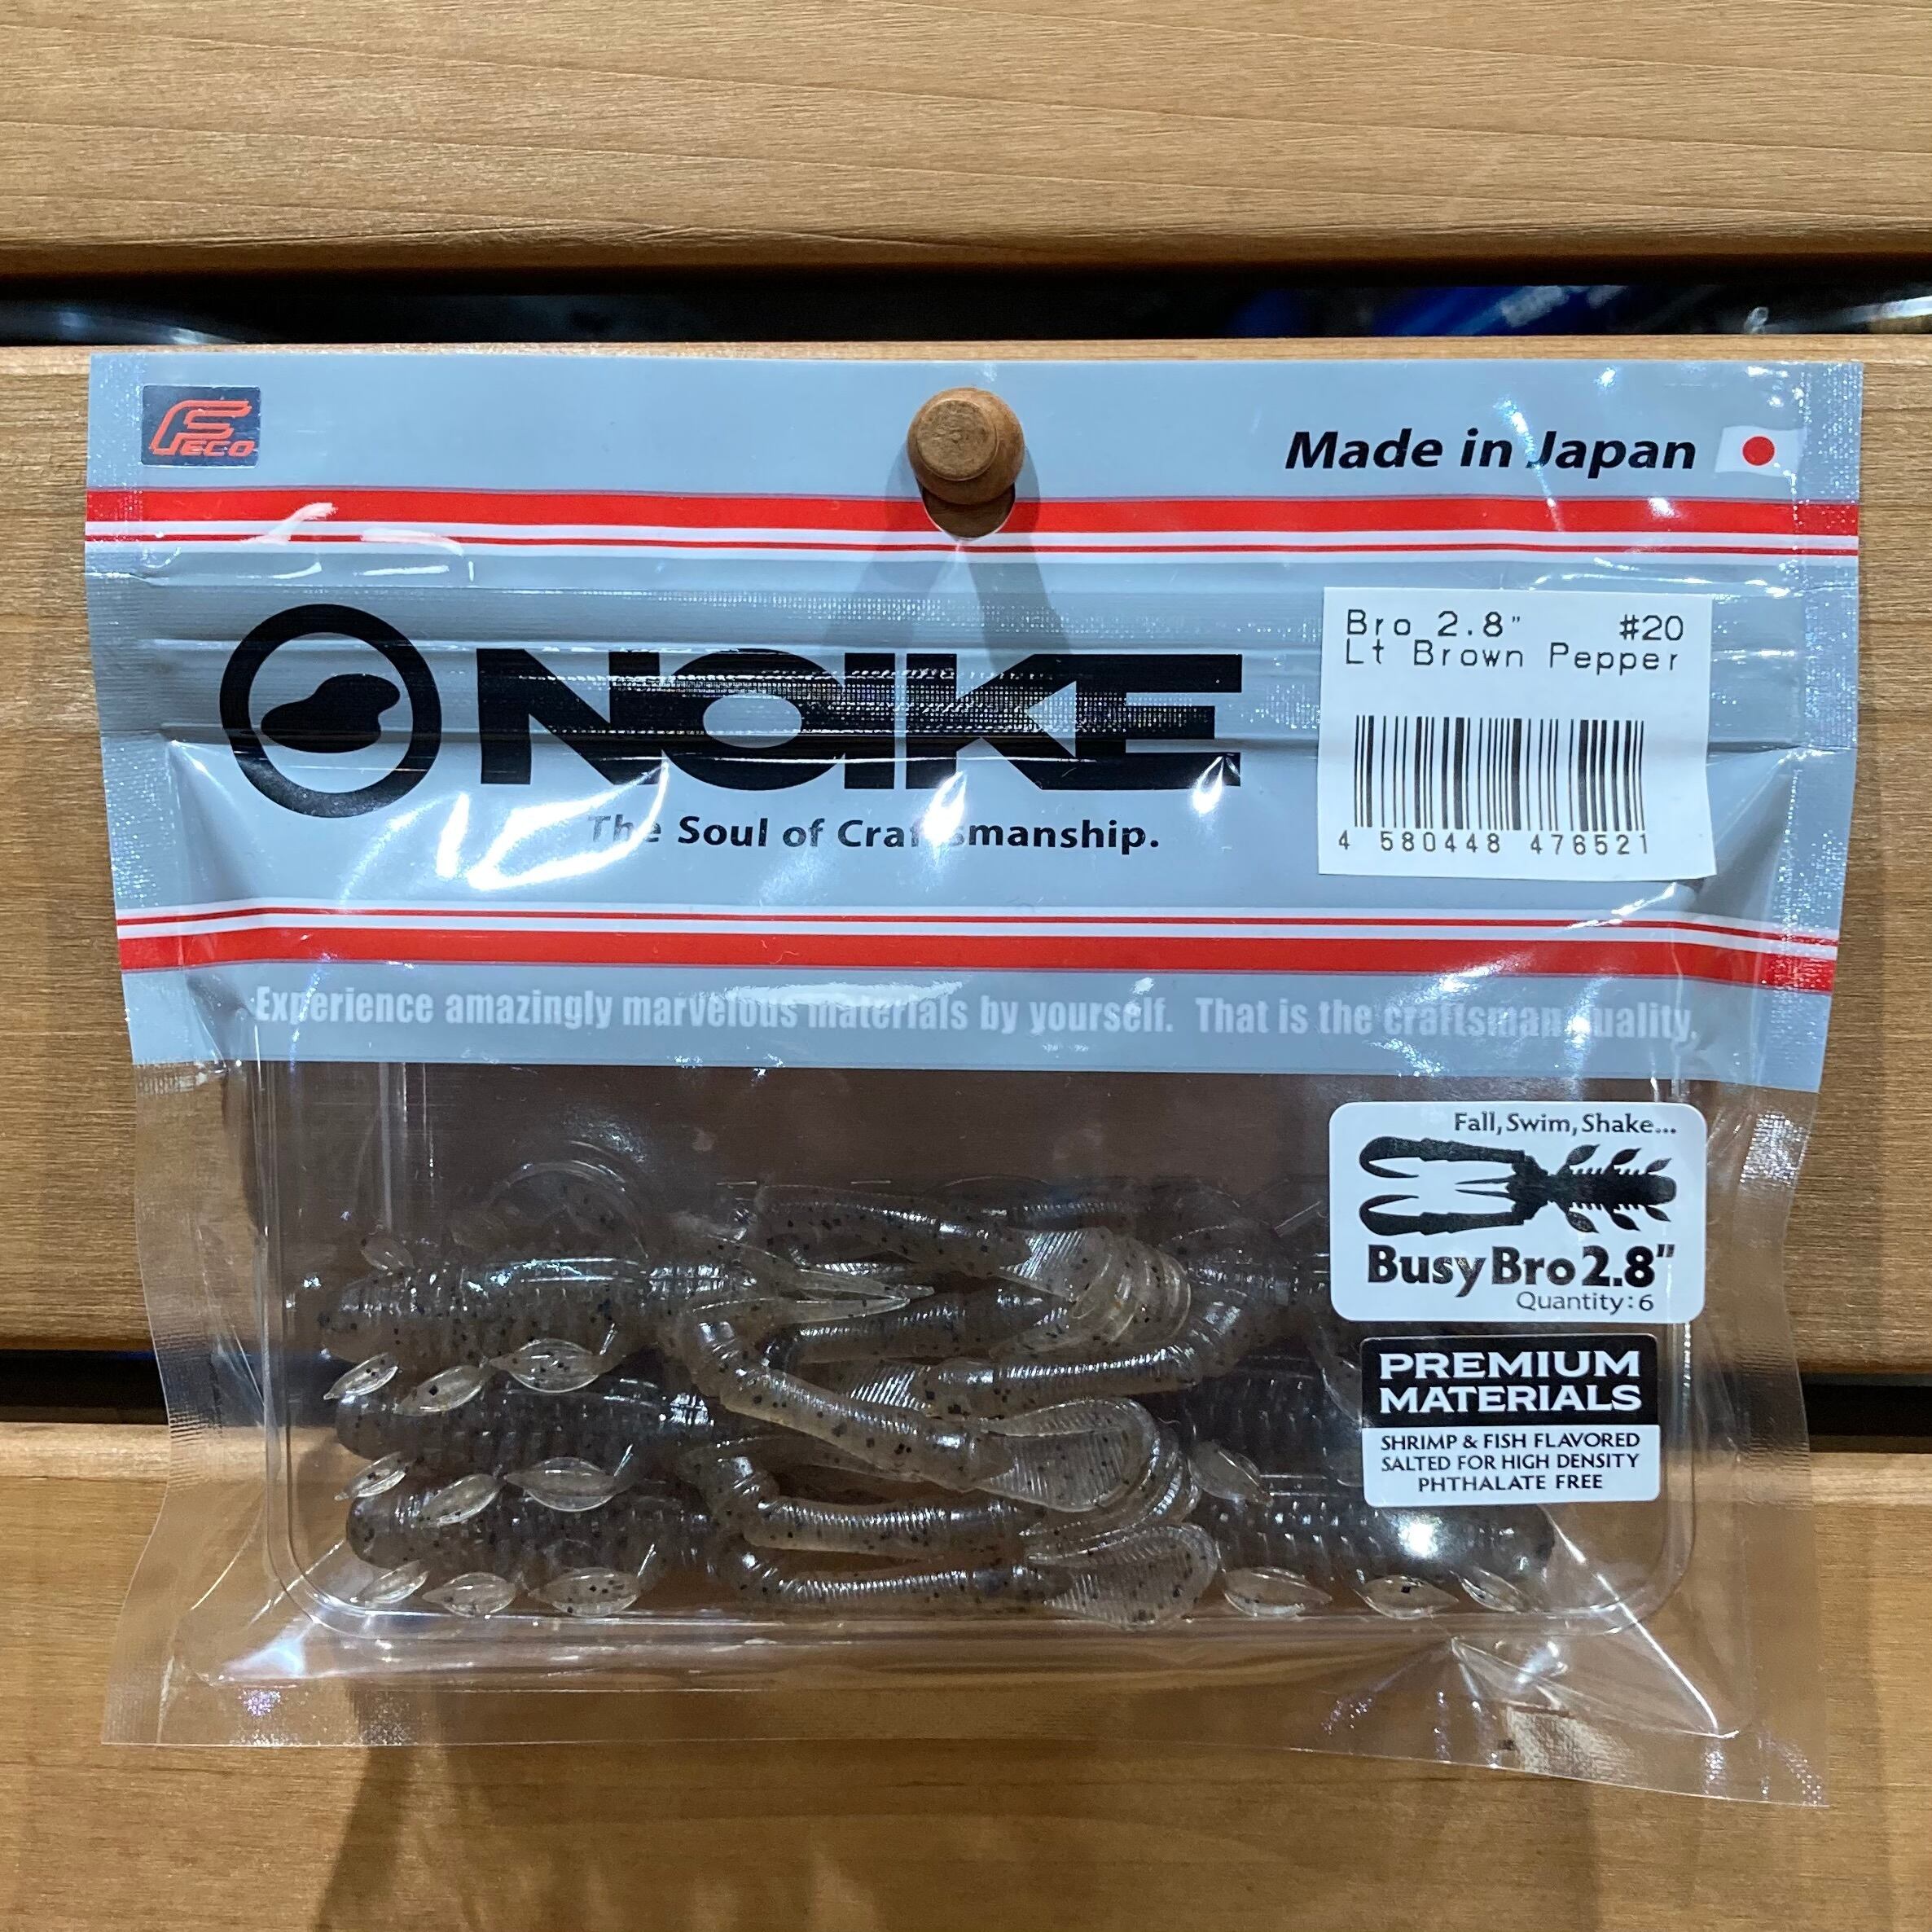 FECO
Made in Japan
NOIKE
The Soul of Craftsmanship.
Bro 2.8" #20
Lt Brown Pepper
4 580448 476521
Experience amazingly marvelous materials by yourself. That is the craftsman quality.
Fall, Swim, Shake...
Busy Bro 2.8"
Quantity: 6
PREMIUM
MATERIALS
SHRIMP & FISH FLAVORED
SALTED FOR HIGH DENSITY
PHTHALATE FREE